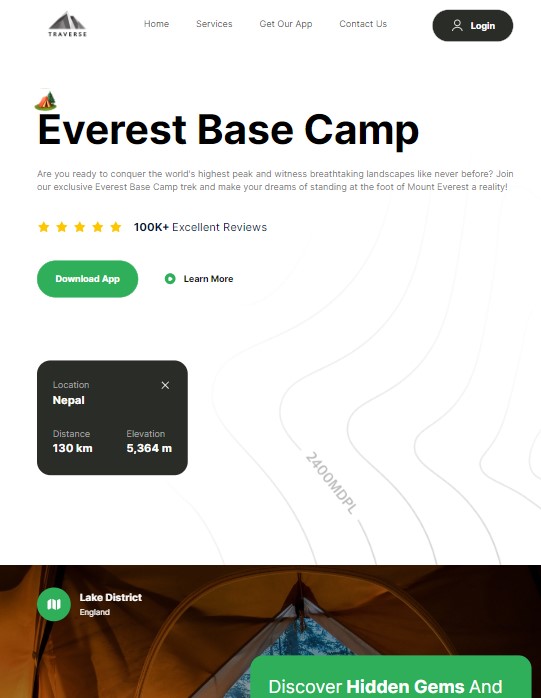 TRAVERSE
Home Services Get Our App Contact Us Login
Everest Base Camp
Are you ready to conquer the world's highest peak and witness breathtaking landscapes like never before? Join
our exclusive Everest Base Camp trek and make your dreams of standing at the foot of Mount Everest a reality!
100K+ Excellent Reviews
Download App Learn More
Location
Nepal
Distance Elevation
130 km 5,364 m
2400MDPL
Lake District
England
Discover Hidden Gems And